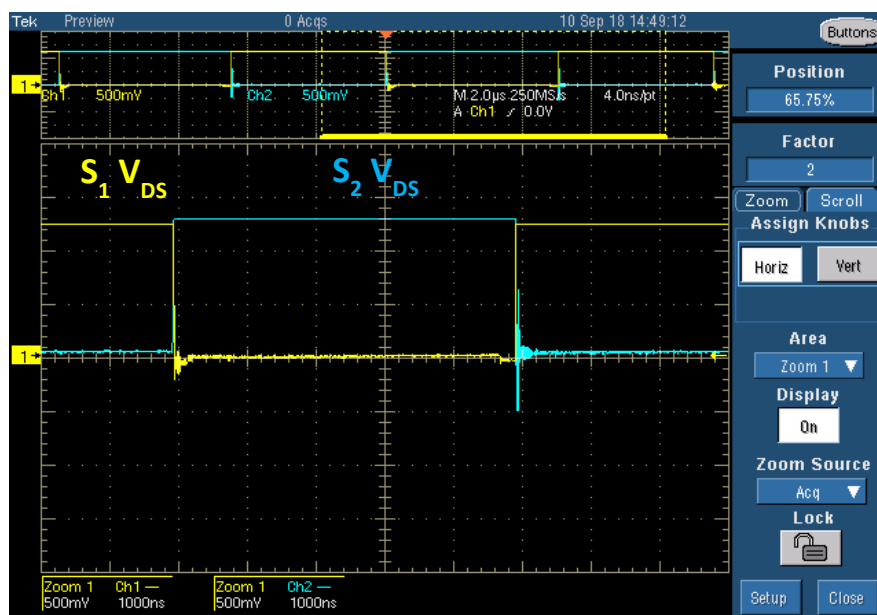 Tek Preview 0 Acqs 10 Sep 18 14:49:12
Buttons
1
Ch1 500mV Ch2 500mV M 2.0µs 250MS/s 4.0ns/pt
A Ch1 ⌿ 0.0V
Position
65.75%
Factor
2
Zoom Scroll
Assign Knobs
Horiz Vert
S1 VDS S2 VDS
1
Area
Zoom 1
Display
On
Zoom Source
Acq
Lock
Zoom 1 Ch1 Zoom 1 Ch2
500mV 1000ns 500mV 1000ns
Setup Close